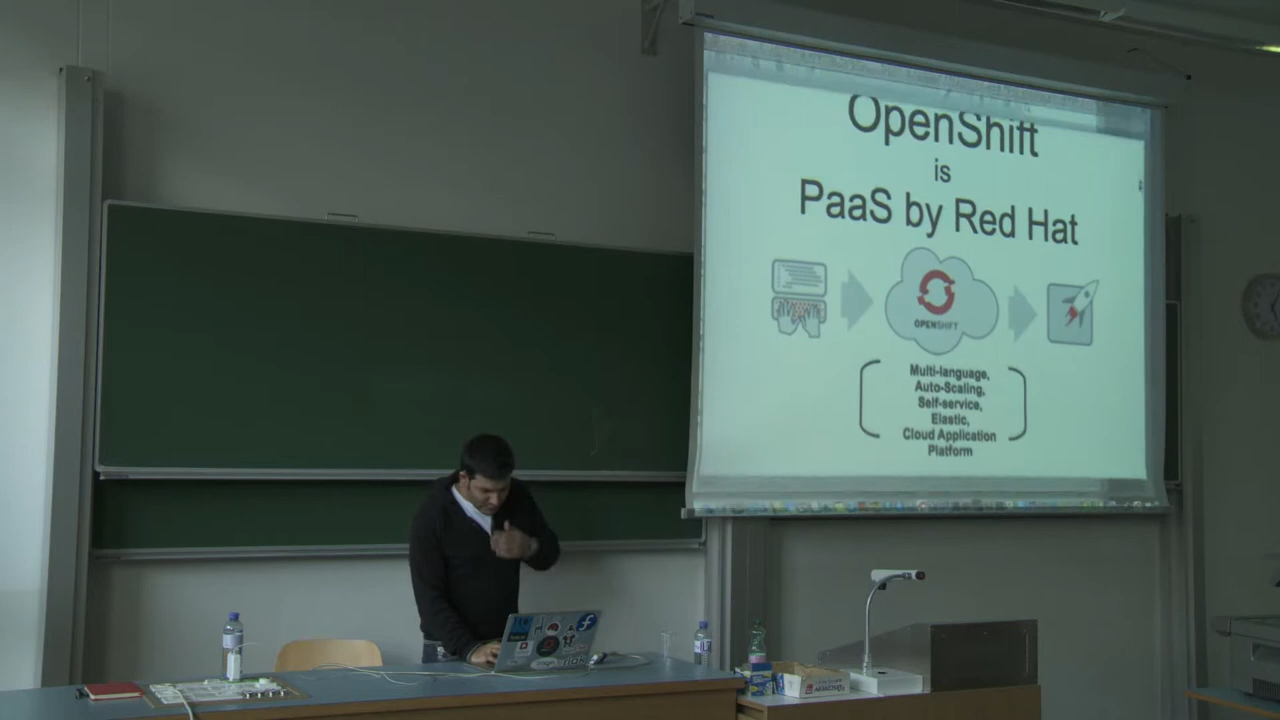 OpenShift
is
PaaS by Red Hat
OPENSHIFT
Multi-language,
Auto-Scaling,
Self-service,
Elastic,
Cloud Application
Platform